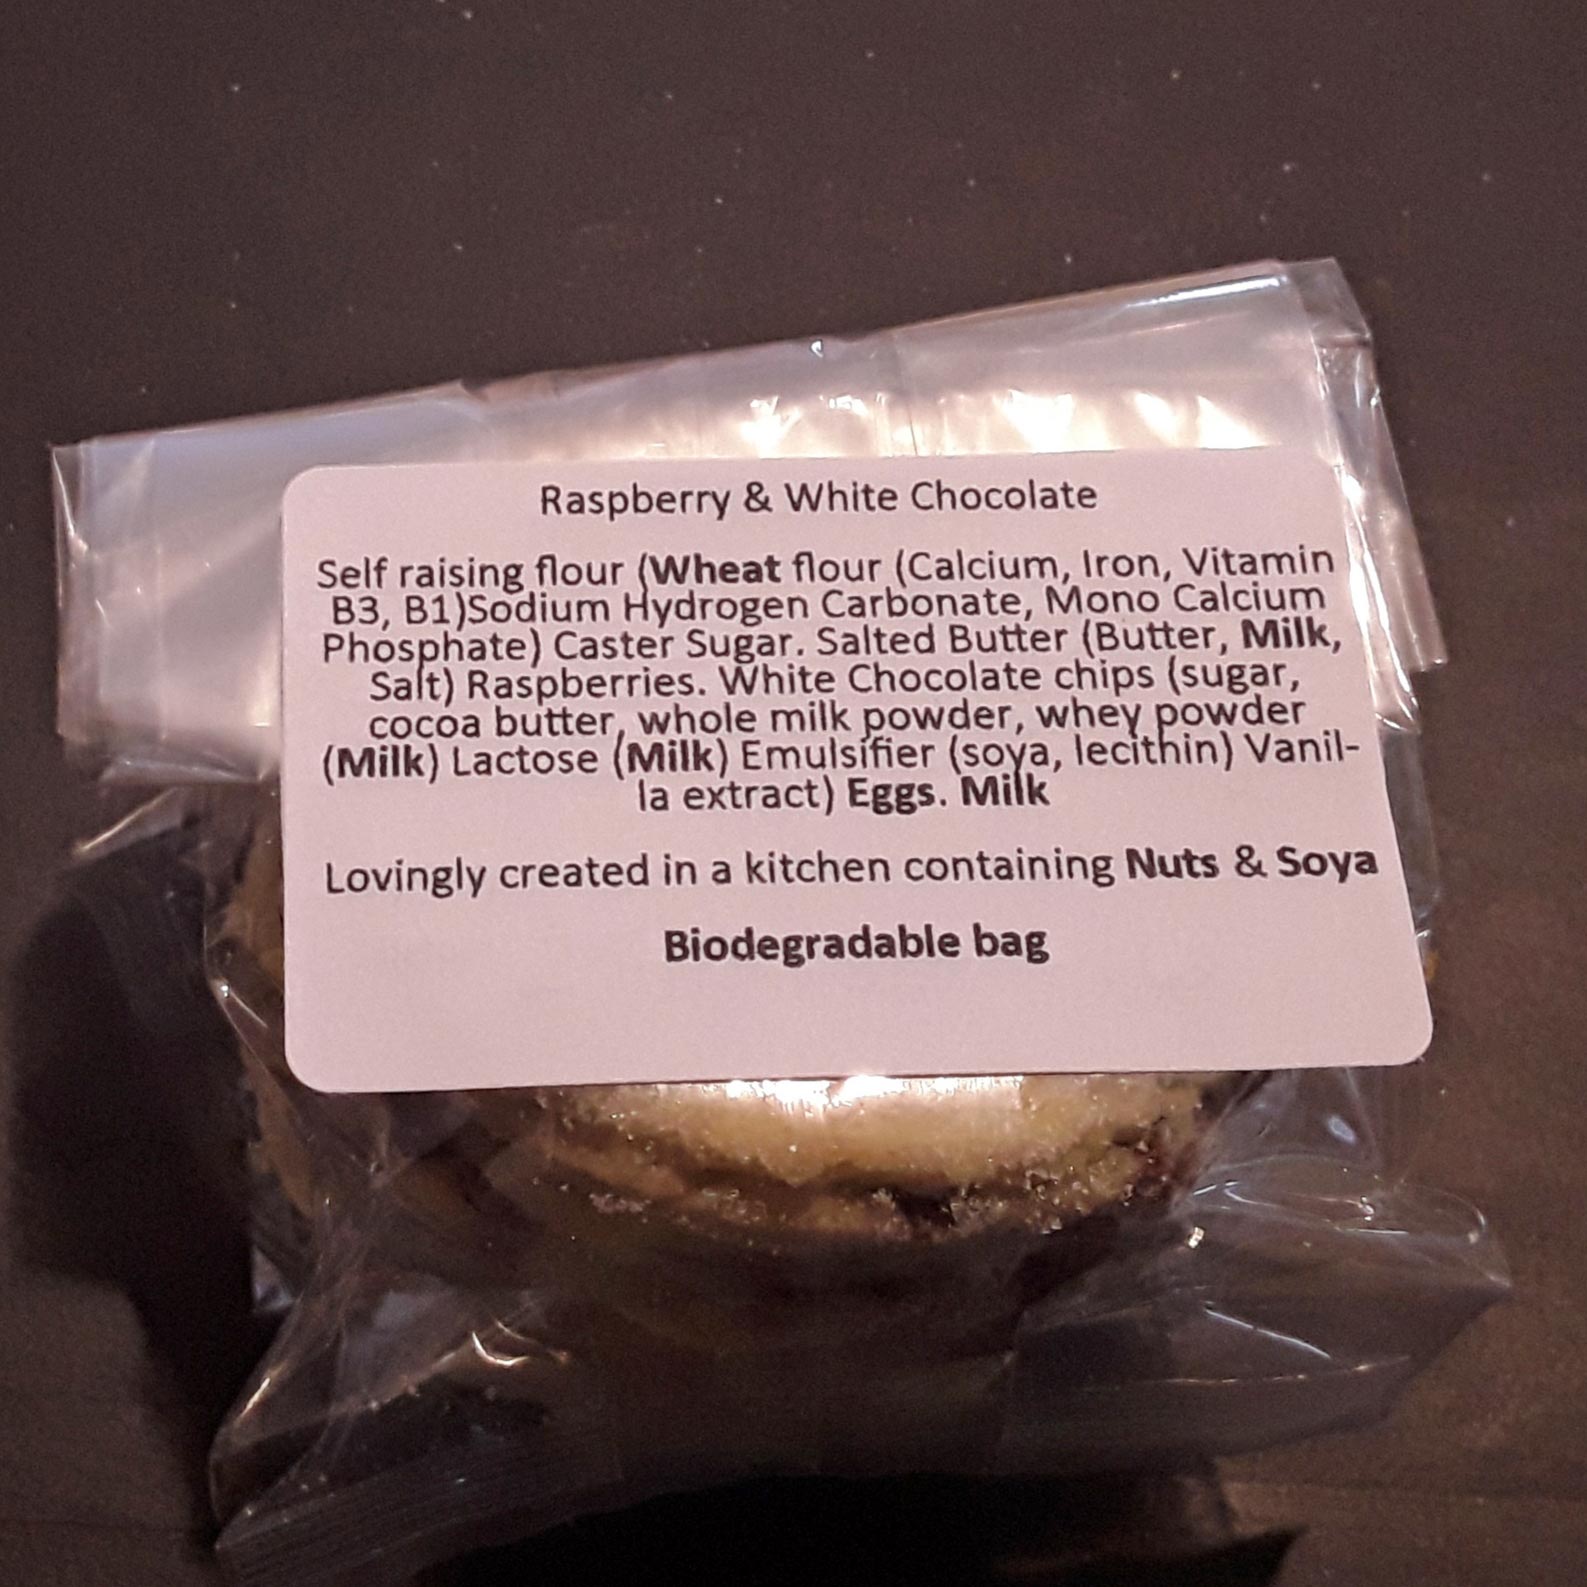 Raspberry & White Chocolate
Self raising flour (Wheat flour (Calcium, Iron, Vitamin
B3, B1)Sodium Hydrogen Carbonate, Mono Calcium
Phosphate) Caster Sugar. Salted Butter (Butter, Milk,
Salt) Raspberries. White Chocolate chips (sugar,
cocoa butter, whole milk powder, whey powder
(Milk) Lactose (Milk) Emulsifier (soya, lecithin) Vanil-
la extract) Eggs. Milk
Lovingly created in a kitchen containing Nuts & Soya
Biodegradable bag